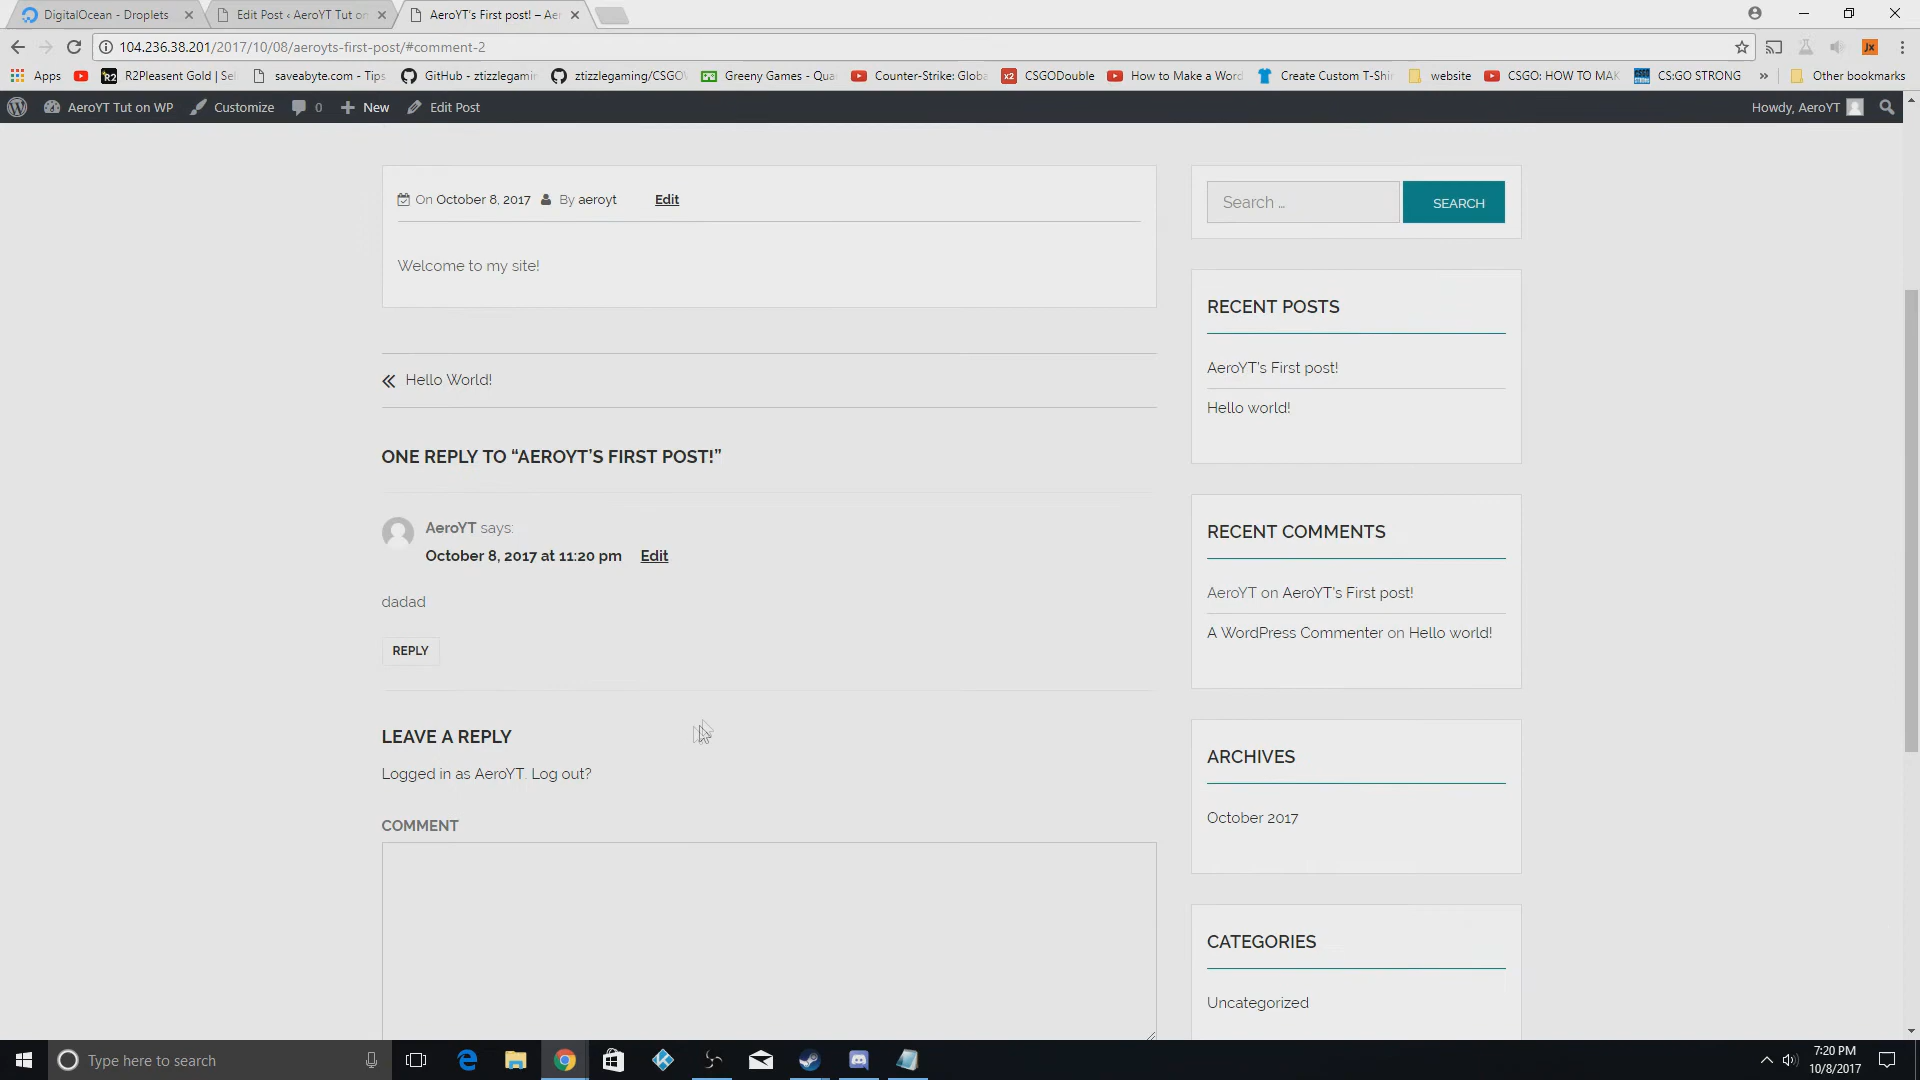 DigitalOcean - Droplets
Edit Post ‹ AeroYT Tut on
AeroYT's First post! – Aer
104.236.38.201/2017/10/08/aeroyts-first-post/#comment-2
Apps
R2Pleasent Gold | Sel
saveabyte.com - Tips
GitHub - ztizzlegamin
ztizzlegaming/CSGOW
Greeny Games - Qua
Counter-Strike: Globa
CSGODouble
How to Make a Word
Create Custom T-Shir
website
CSGO: HOW TO MAK
CS:GO STRONG
»
Other bookmarks
AeroYT Tut on WP
Customize
0
New
Edit Post
Howdy, AeroYT
On October 8, 2017 By aeroyt Edit
Welcome to my site!
« Hello World!
ONE REPLY TO “AEROYT’S FIRST POST!”
AeroYT says:
October 8, 2017 at 11:20 pm Edit
dadad
REPLY
LEAVE A REPLY
Logged in as AeroYT. Log out?
COMMENT
Search …
SEARCH
RECENT POSTS
AeroYT’s First post!
Hello world!
RECENT COMMENTS
AeroYT on AeroYT’s First post!
A WordPress Commenter on Hello world!
ARCHIVES
October 2017
CATEGORIES
Uncategorized
Type here to search
7:20 PM
10/8/2017